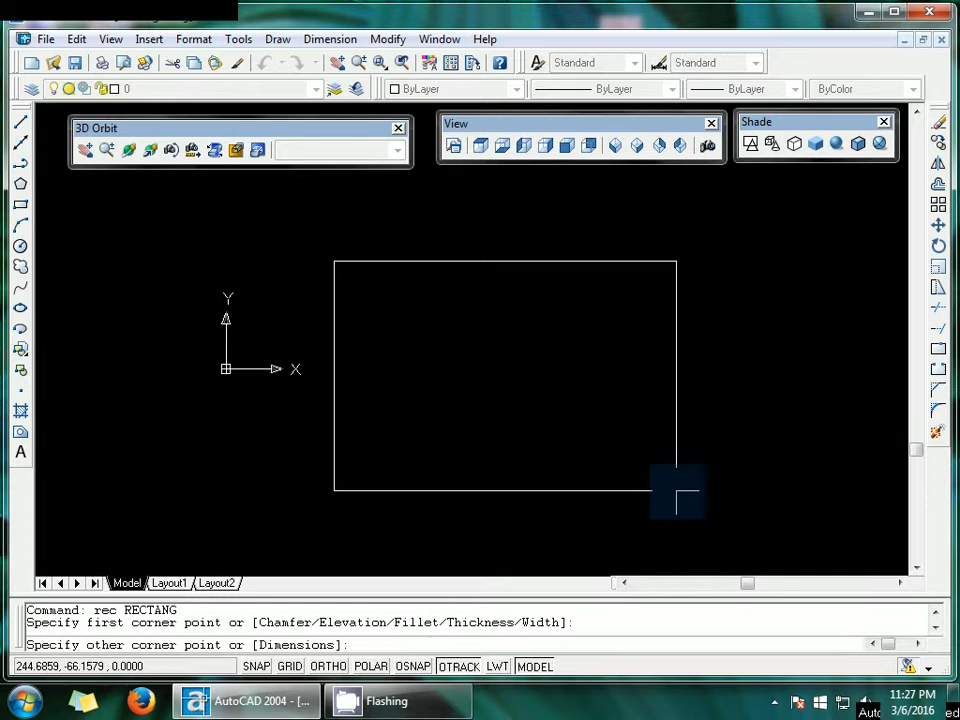 File Edit View Insert Format Tools Draw Dimension Modify Window Help
Standard Standard
0 ByLayer ByLayer ByLayer ByColor
3D Orbit
View
Shade
Y
X
A
Model Layout1 Layout2
Command: rec RECTANG
Specify first corner point or [Chamfer/Elevation/Fillet/Thickness/Width]:
Specify other corner point or [Dimensions]:
244.6859, -66.1579, 0.0000 SNAP GRID ORTHO POLAR OSNAP OTRACK LWT MODEL
AutoCAD 2004 - [... Flashing
11:27 PM
3/6/2016